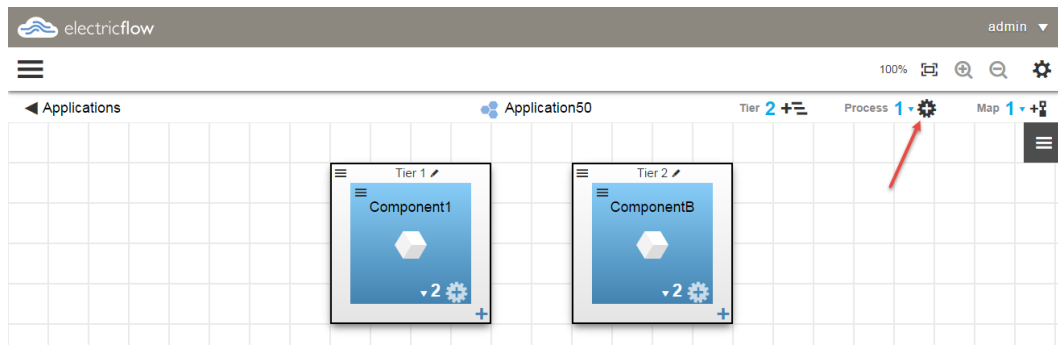 electricflow
admin
100%
Applications
Application50
Tier 2
Process 1
Map 1
Tier 1
Tier 2
Component1
ComponentB
2
2